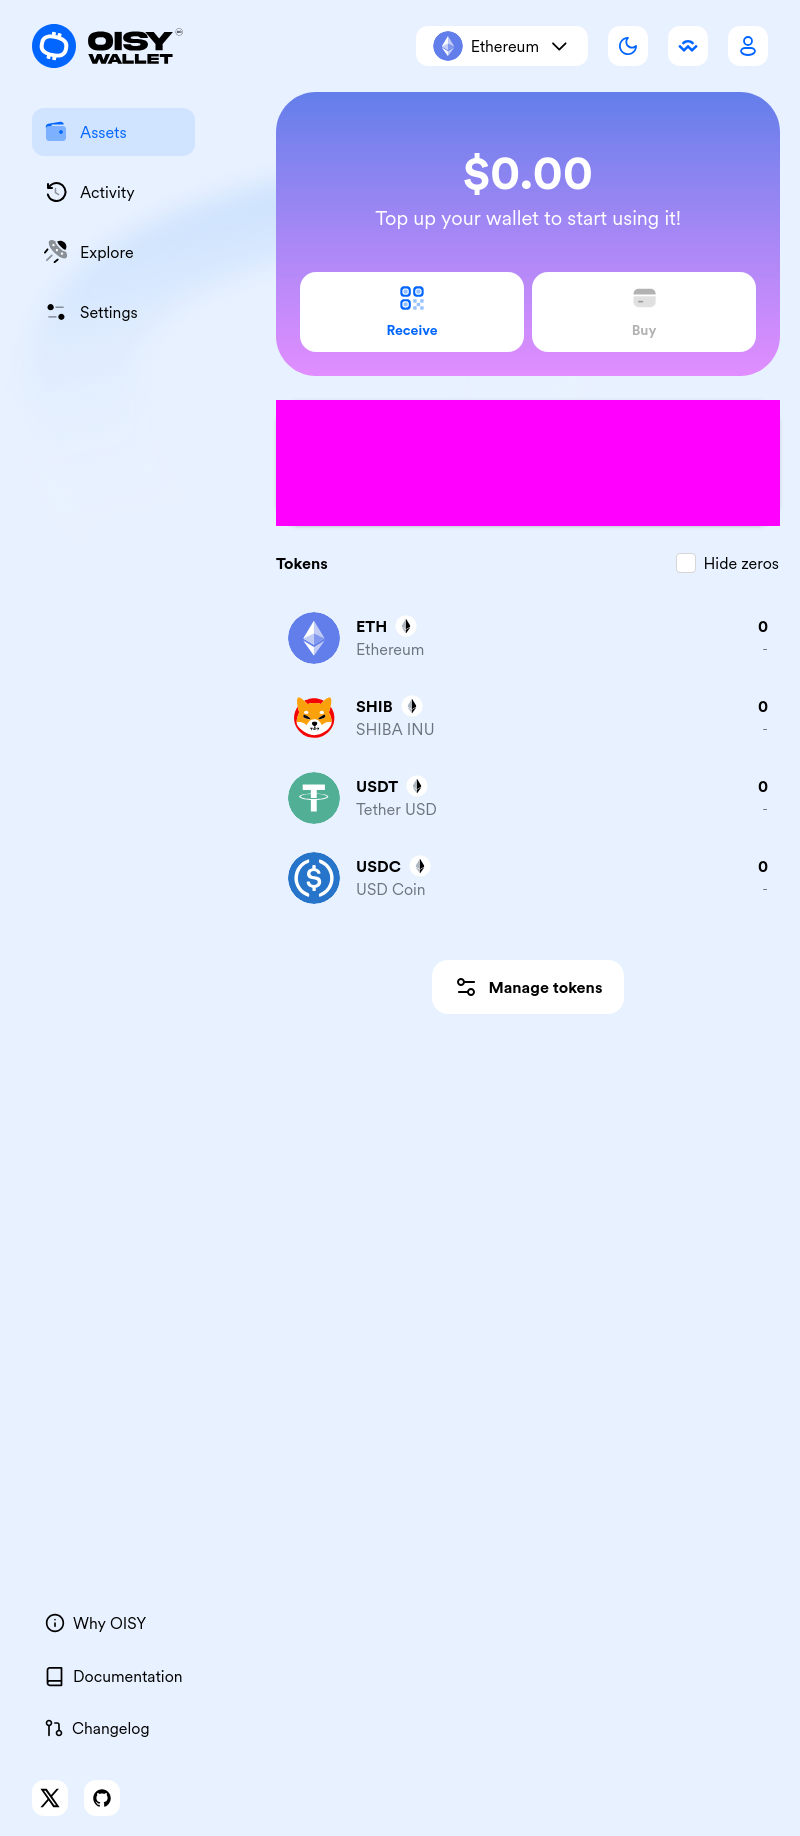 OISY
WALLET
Ethereum
Assets
Activity
Explore
Settings
$0.00
Top up your wallet to start using it!
Receive
Buy
Tokens
Hide zeros
ETH
0
Ethereum
-
SHIB
0
SHIBA INU
-
USDT
0
Tether USD
-
USDC
0
USD Coin
-
Manage tokens
Why OISY
Documentation
Changelog